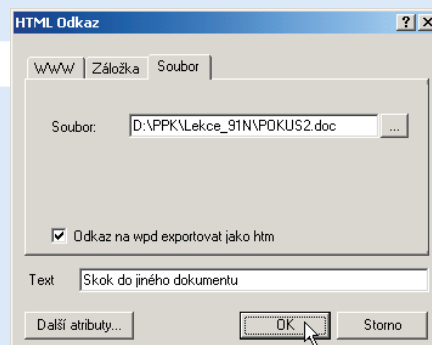 HTML Odkaz
WWW Záložka Soubor
Soubor: D:\PPK\Lekce_91N\POKUS2.doc ...
Odkaz na wpd exportovat jako htm
Text Skok do jiného dokumentu
Další atributy... OK Storno